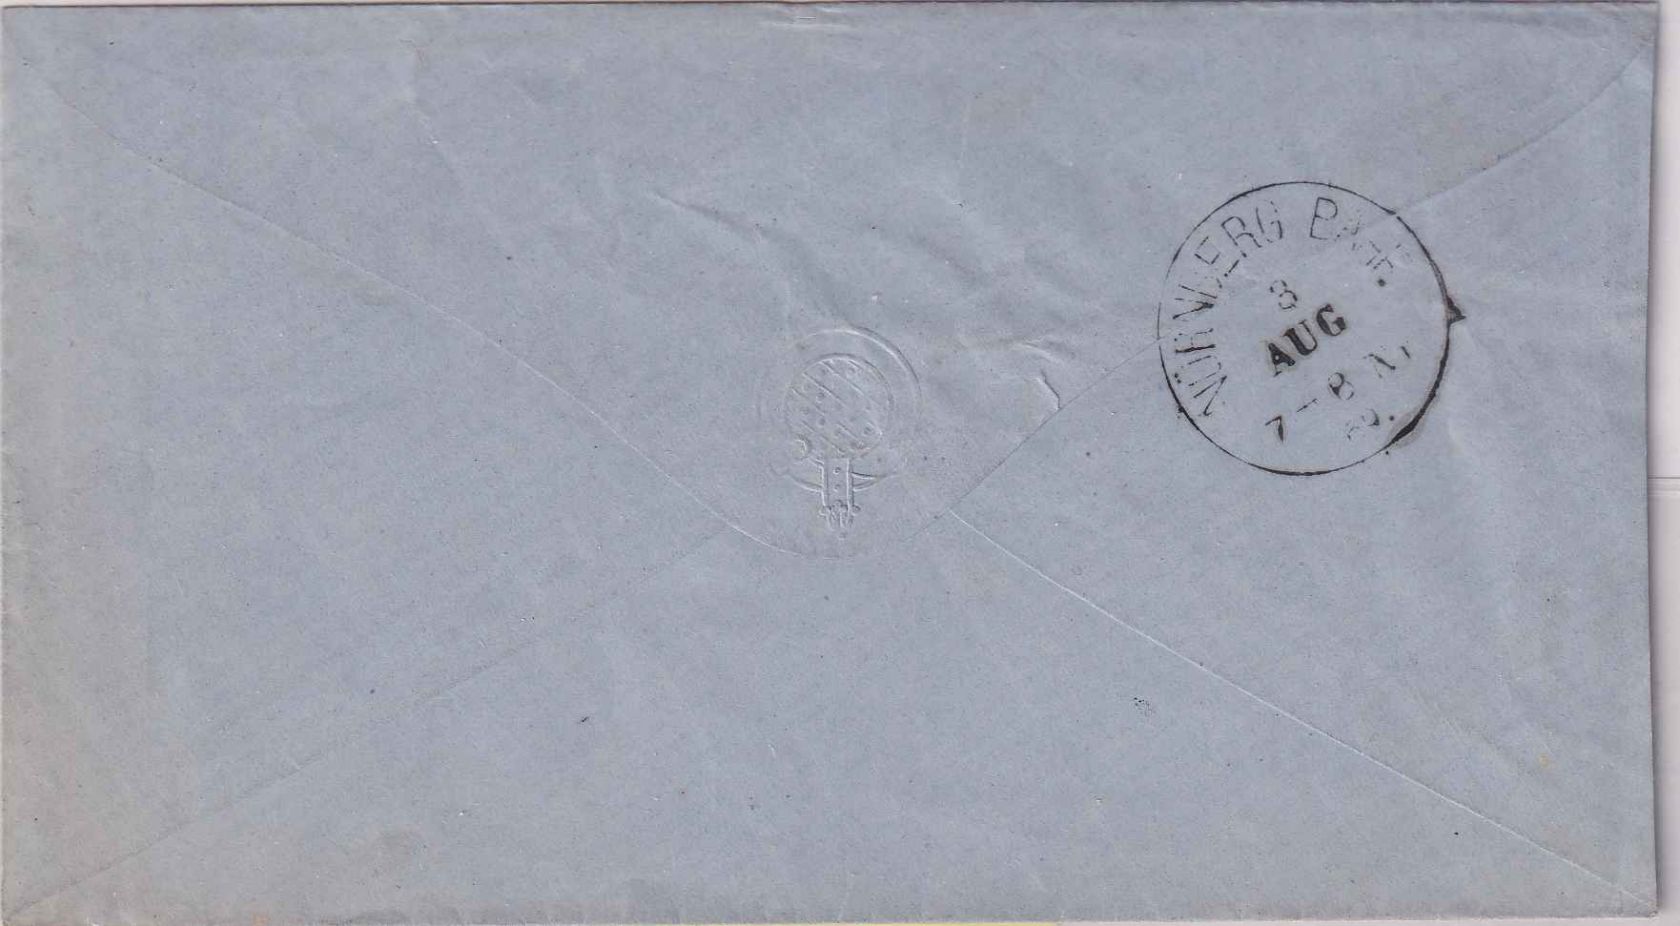 NÜRNBERG BAHF.
8
AUG
7-8 N.